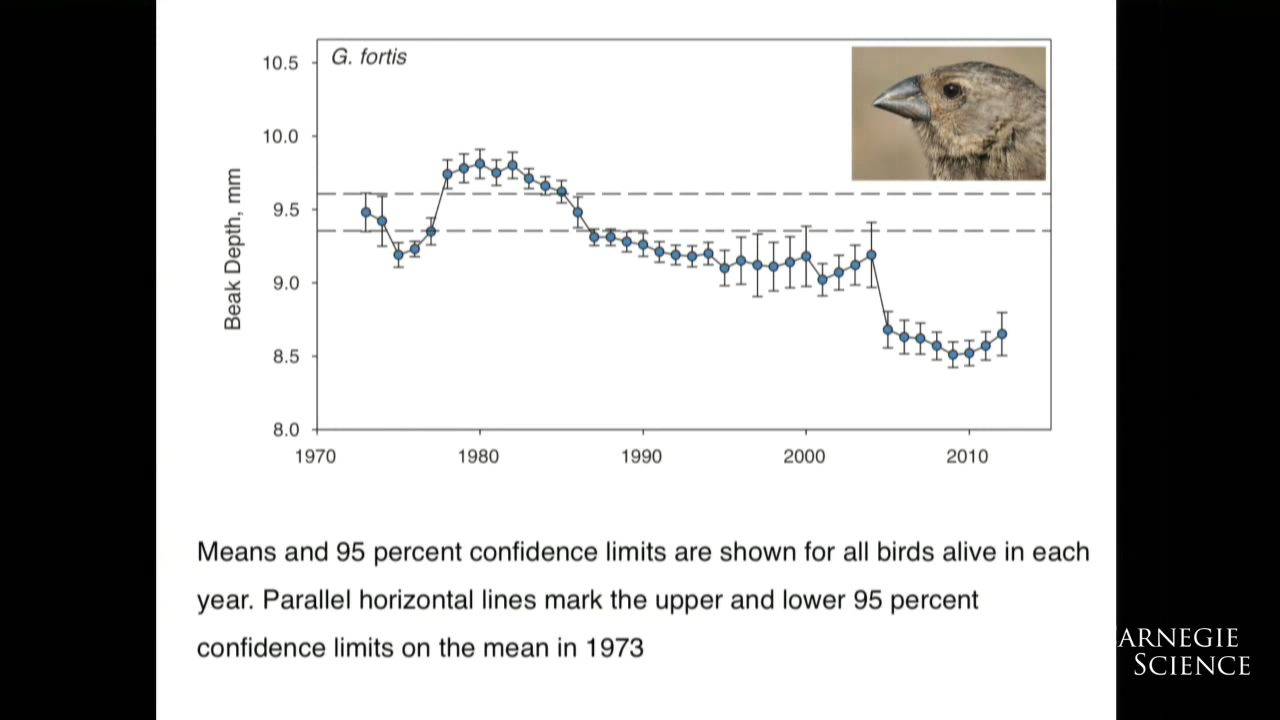 G. fortis
10.5
10.0
9.5
9.0
8.5
8.0
Beak Depth, mm
1970 1980 1990 2000 2010
Means and 95 percent confidence limits are shown for all birds alive in each
year. Parallel horizontal lines mark the upper and lower 95 percent
confidence limits on the mean in 1973
ARNEGIE
SCIENCE